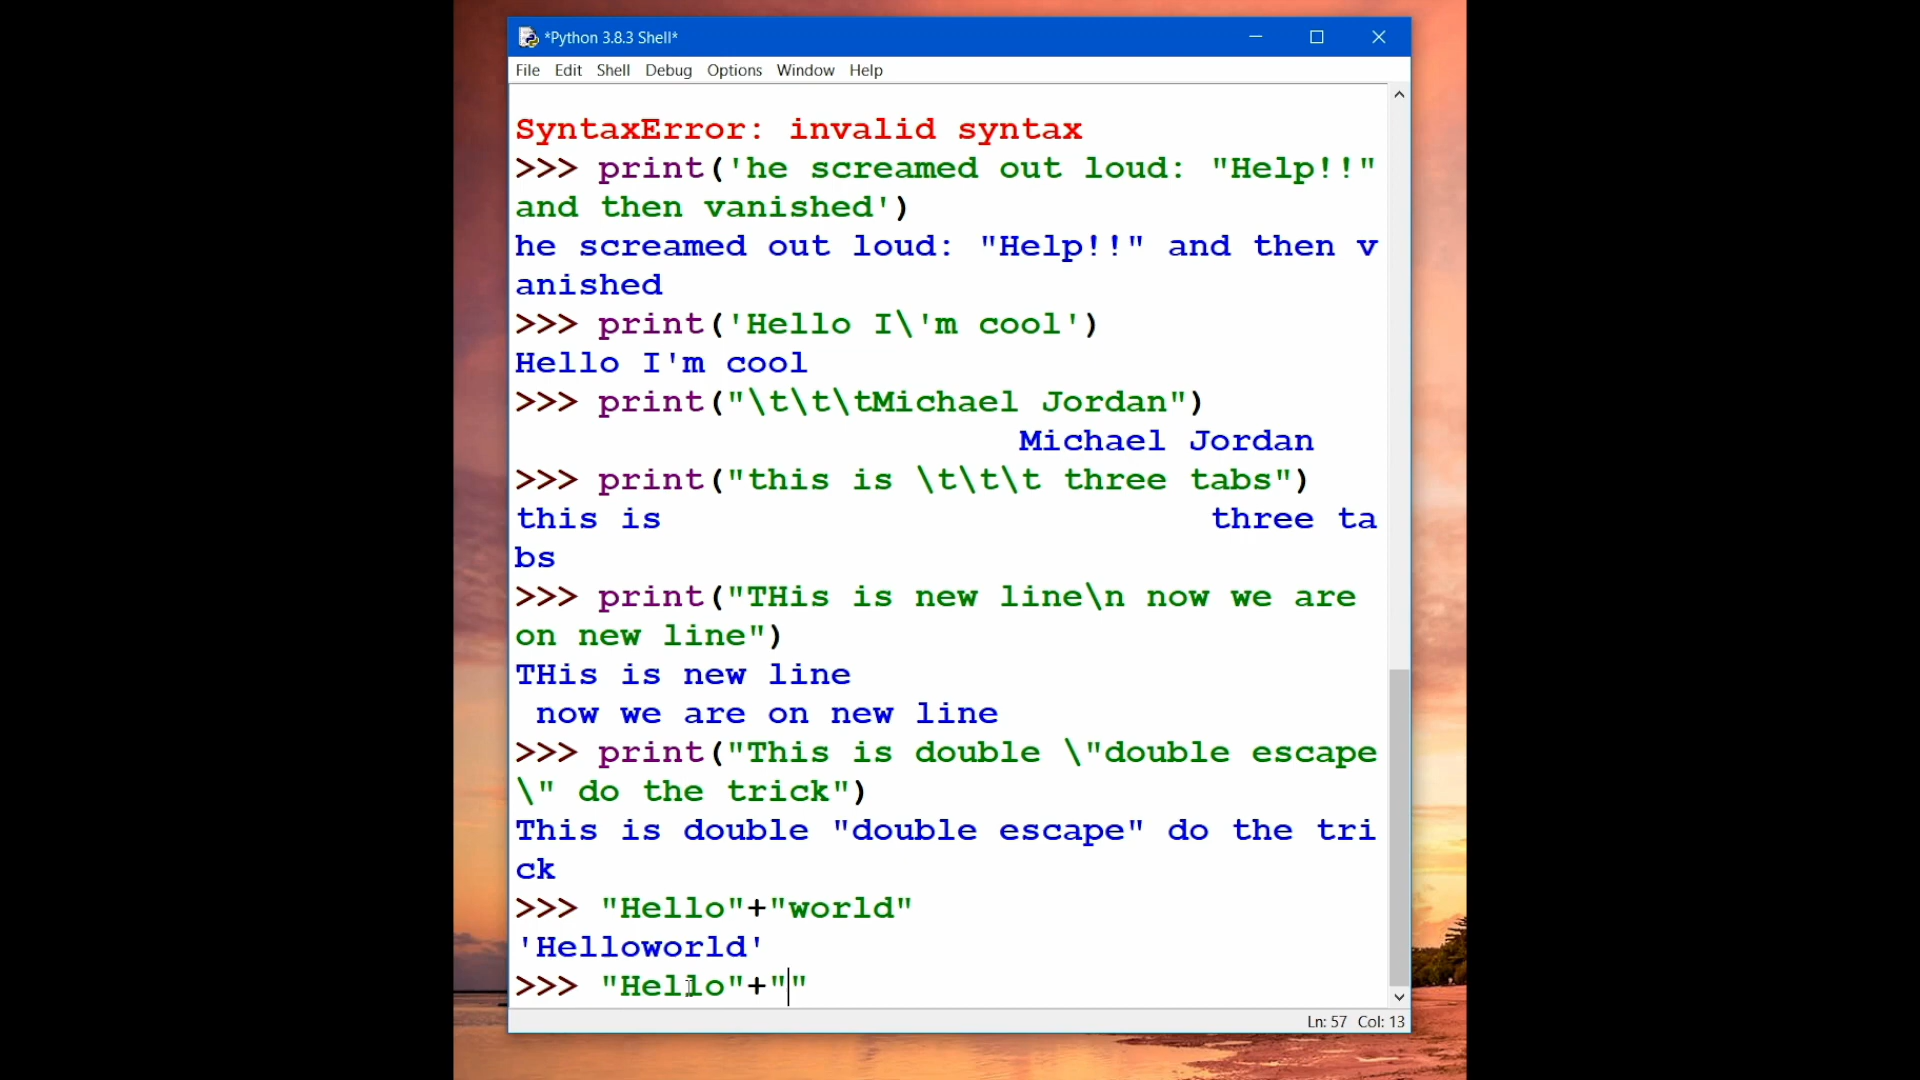 *Python 3.8.3 Shell*
File Edit Shell Debug Options Window Help
SyntaxError: invalid syntax
>>> print('he screamed out loud: "Help!!"
and then vanished')
he screamed out loud: "Help!!" and then v
anished
>>> print('Hello I\'m cool')
Hello I'm cool
>>> print("\t\t\tMichael Jordan")
Michael Jordan
>>> print("this is \t\t\t three tabs")
this is three ta
bs
>>> print("THis is new line\n now we are
on new line")
THis is new line
now we are on new line
>>> print("This is double \"double escape
\" do the trick")
This is double "double escape" do the tri
ck
>>> "Hello"+"world"
'Helloworld'
>>> "Hello"+""
Ln: 57 Col: 13